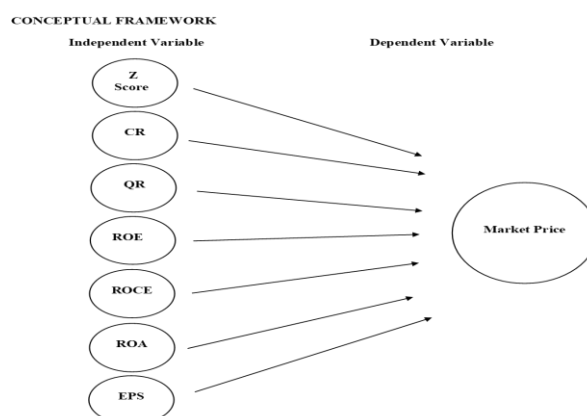 CONCEPTUAL FRAMEWORK
Independent Variable
Dependent Variable
Z
Score
CR
QR
ROE
ROCE
ROA
EPS
Market Price